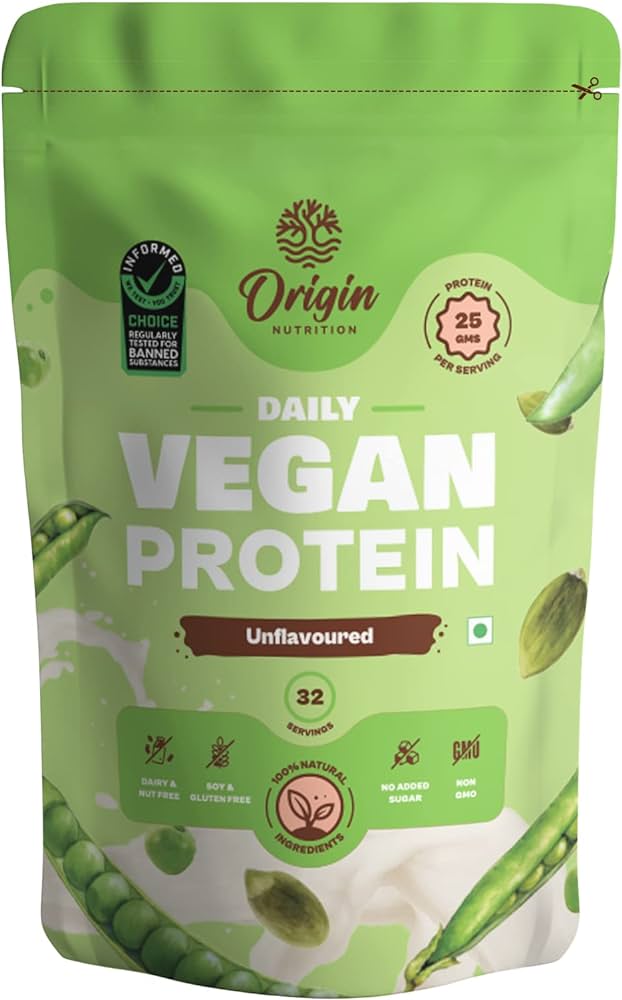 Origin
NUTRITION
INFORMED
WE TEST • YOU TRUST
CHOICE
REGULARLY
TESTED FOR
BANNED
SUBSTANCES
PROTEIN
25
GMS
PER SERVING
DAILY
VEGAN
PROTEIN
Unflavoured
32
SERVINGS
DAIRY &
NUT FREE
SOY &
GLUTEN FREE
100% NATURAL
INGREDIENTS
NO ADDED
SUGAR
GMO
NON
GMO